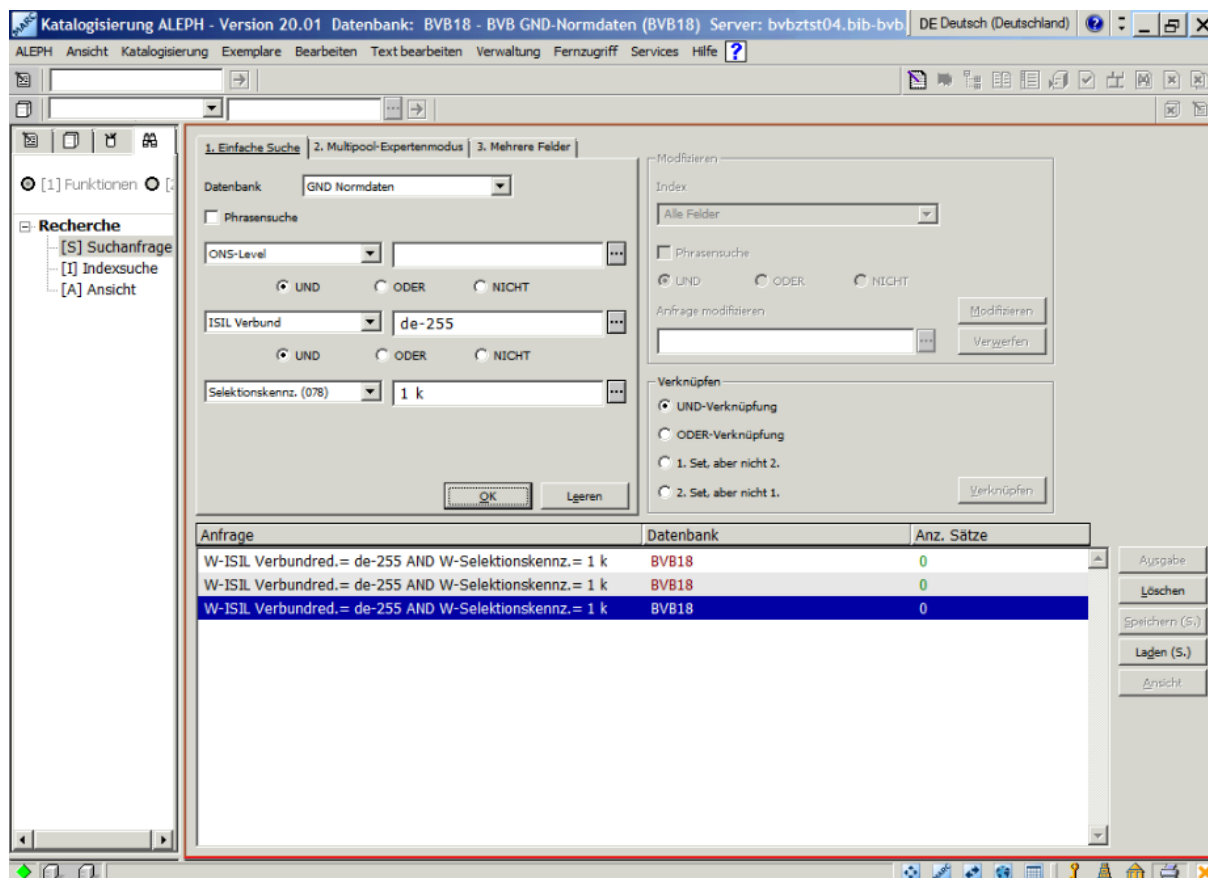 Katalogisierung ALEPH - Version 20.01 Datenbank: BVB18 - BVB GND-Normdaten (BVB18) Server: bvbztst04.bib-bvb
DE Deutsch (Deutschland)
ALEPH Ansicht Katalogisierung Exemplare Bearbeiten Text bearbeiten Verwaltung Fernzugriff Services Hilfe ?
1. Einfache Suche 2. Multipool-Expertenmodus 3. Mehrere Felder
[1] Funktionen
Recherche
[S] Suchanfrage
[I] Indexsuche
[A] Ansicht
Datenbank GND Normdaten
Phrasensuche
ONS-Level
UND ODER NICHT
ISIL Verbund de-255
UND ODER NICHT
Selektionskennz. (078) 1 k
OK Leeren
Modifizieren
Index
Alle Felder
Phrasensuche
UND ODER NICHT
Anfrage modifizieren Modifizieren
Verwerfen
Verknüpfen
UND-Verknüpfung
ODER-Verknüpfung
1. Set, aber nicht 2.
2. Set, aber nicht 1. Verknüpfen
Anfrage Datenbank Anz. Sätze
W-ISIL Verbundred.= de-255 AND W-Selektionskennz.= 1 k BVB18 0
W-ISIL Verbundred.= de-255 AND W-Selektionskennz.= 1 k BVB18 0
W-ISIL Verbundred.= de-255 AND W-Selektionskennz.= 1 k BVB18 0
Ausgabe
Löschen
Speichern (S.)
Laden (S.)
Ansicht